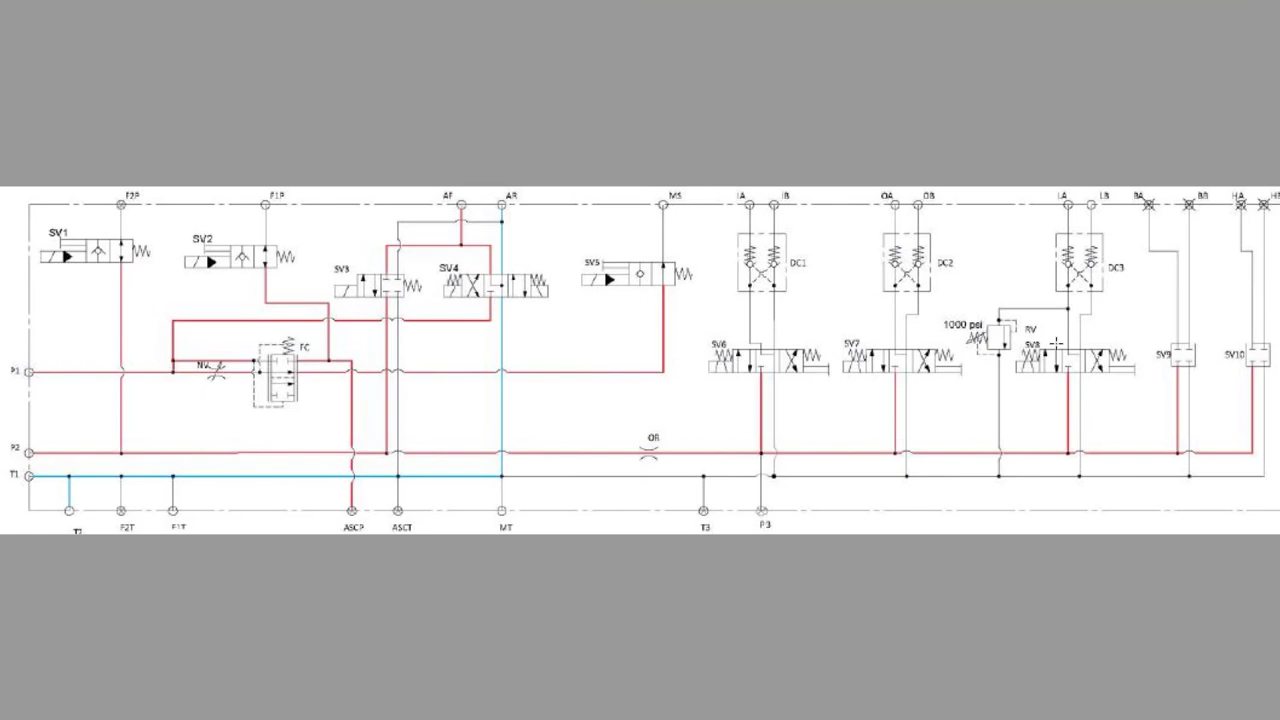 F2P F1P AF AR MS IA IB OA OB LA LB BA BB HA
SV1 SV2 SV3 SV4 SV5 DC1 DC2 DC3
1000 psi RV
FC SV6 SV7 SV8 SV9 SV10
P1 NV
P2 OR
T1
F2T F1T ASCP ASCT MT T3 P3